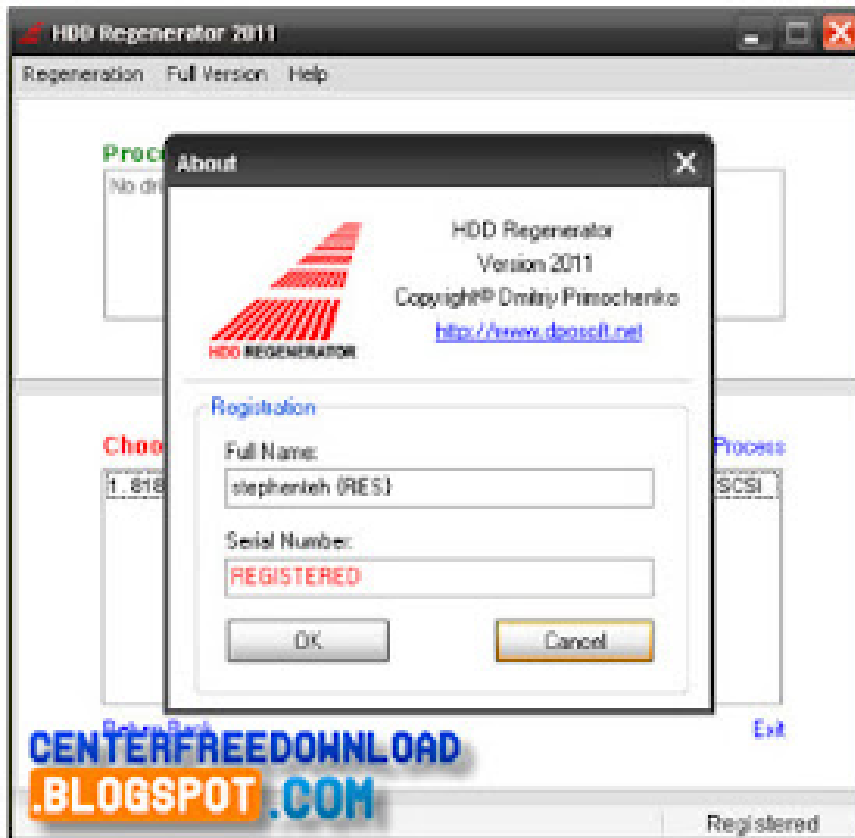 HDD Regenerator 2011
Regeneration Full Version Help
Proc
No dri
About
HDD Regenerator
Version 2011
Copyright© Dmitriy Primochenko
http://www.dposoft.net
HDD REGENERATOR
Registration
Full Name:
stephenteh (RES)
Serial Number:
REGISTERED
OK Cancel
Choo
Process
1.818
SCSI
Return Back
Exit
CENTERFREEDOWNLOAD
.BLOGSPOT.COM
Registered